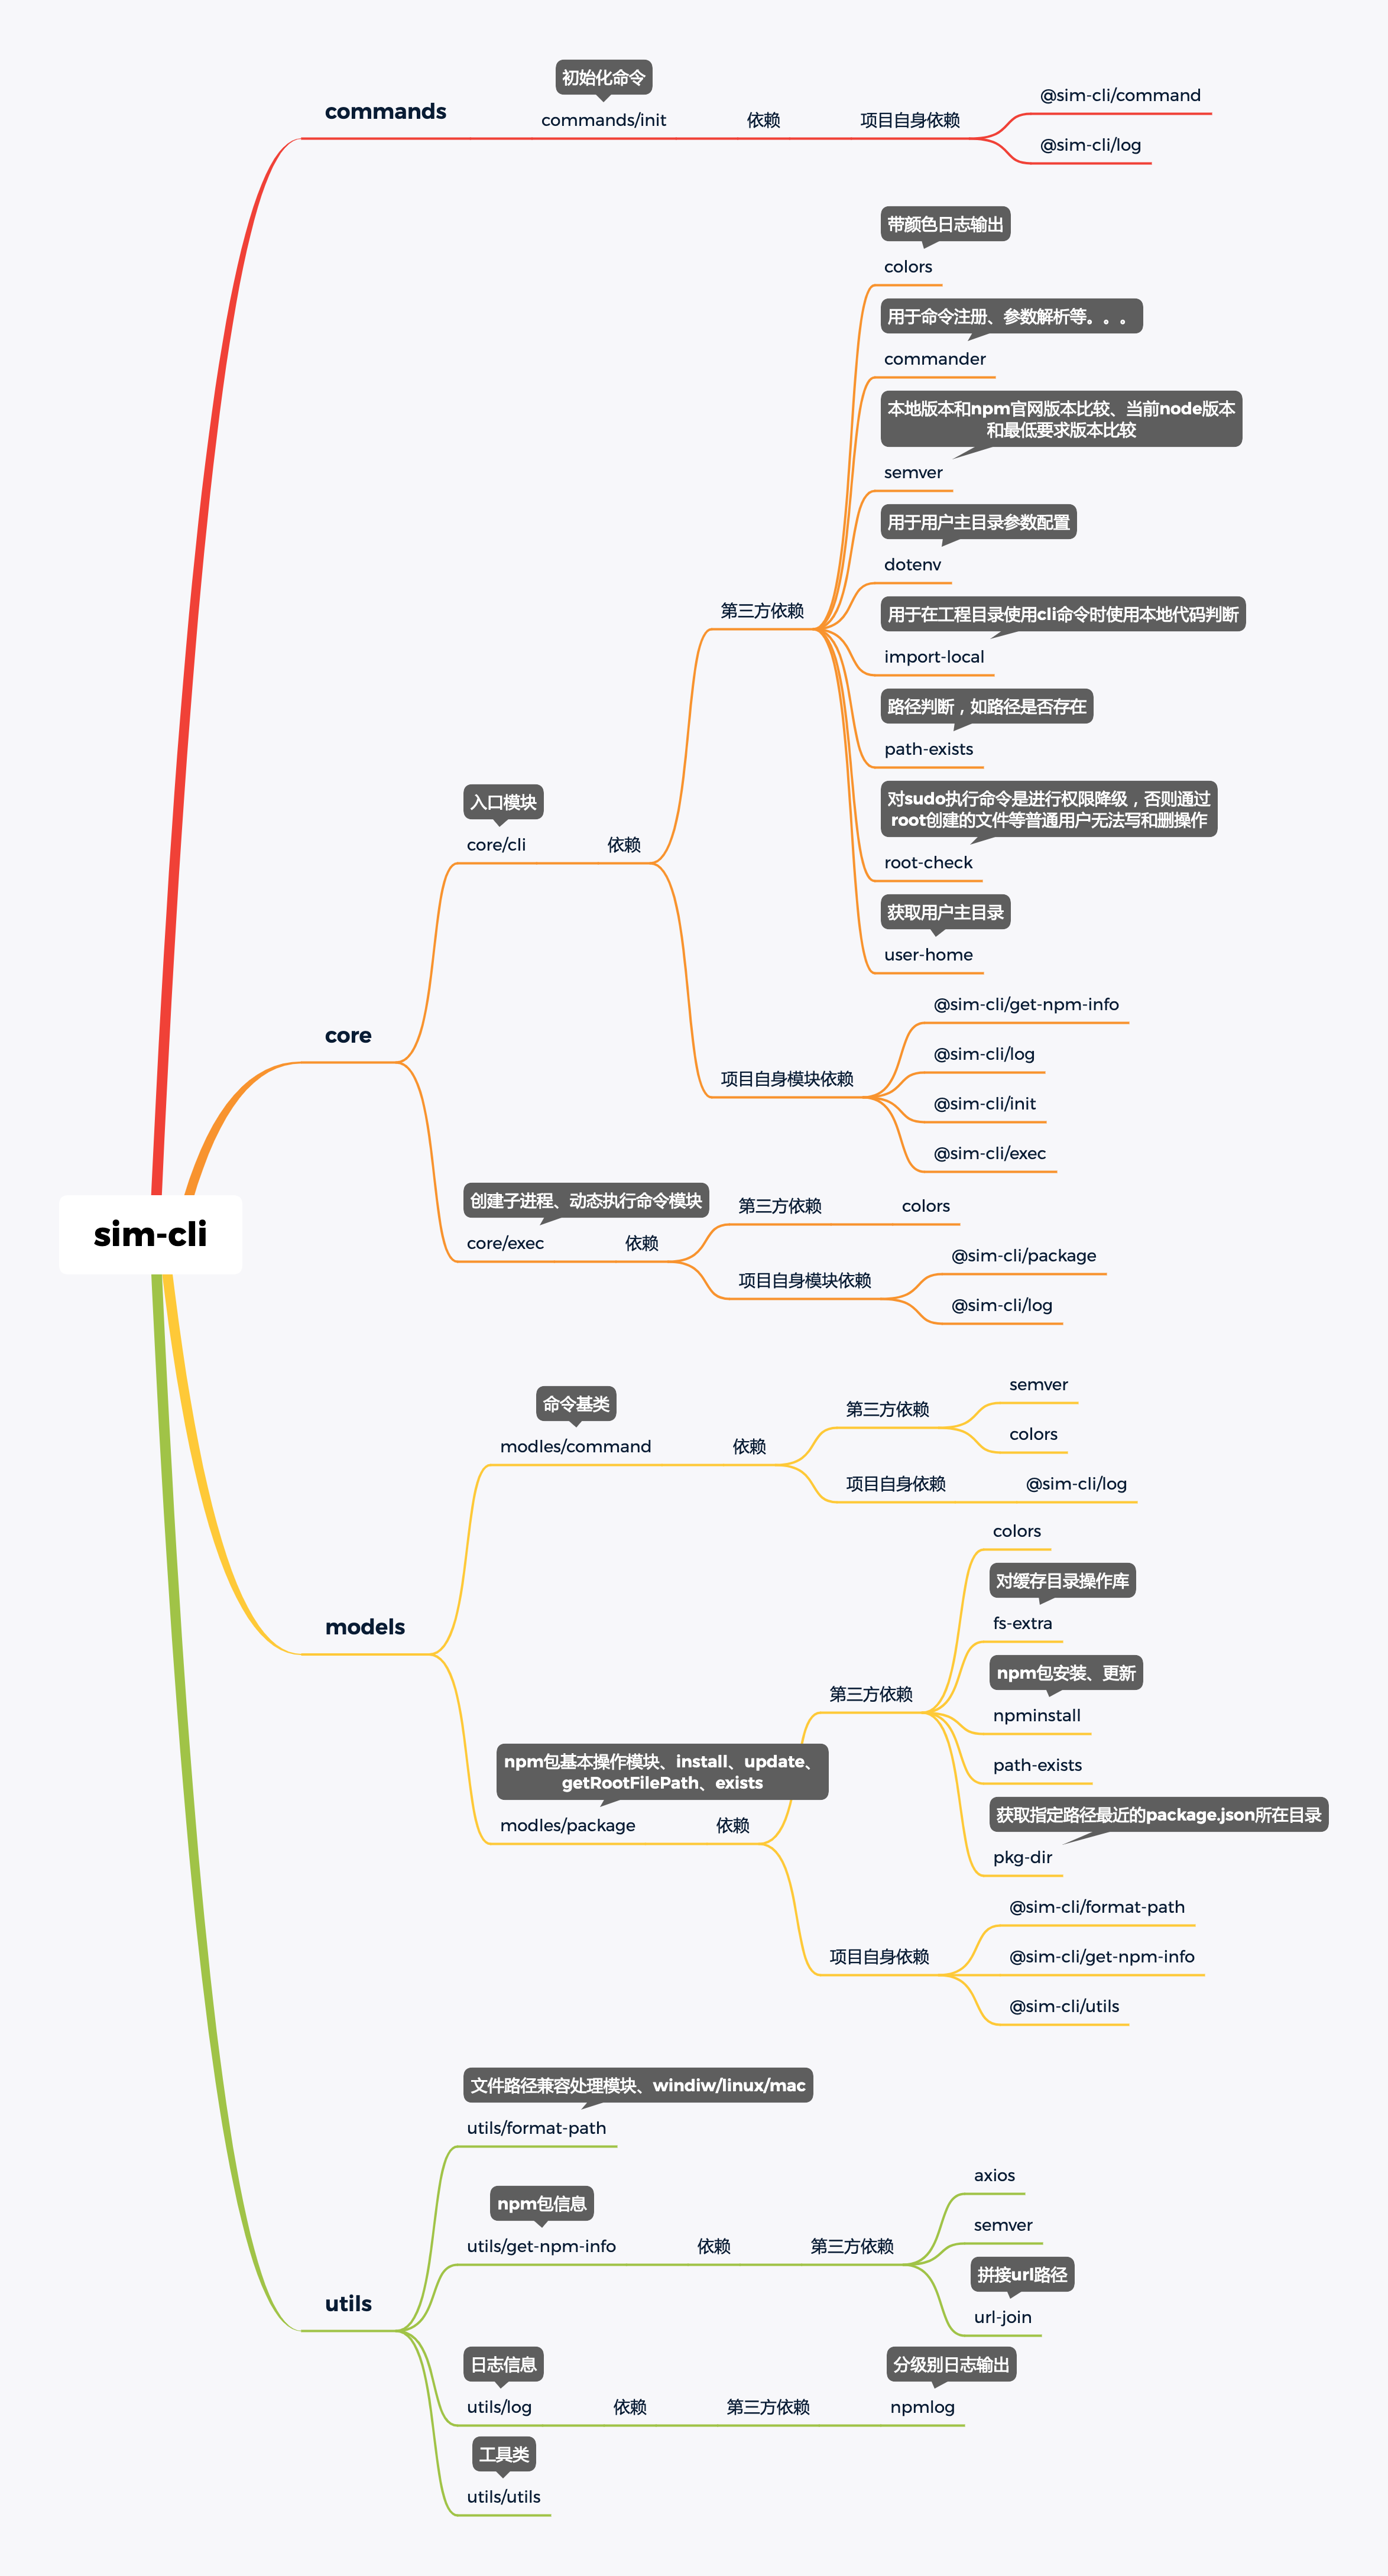 初始化命令
commands
commands/init
依赖
项目自身依赖
@sim-cli/command
@sim-cli/log
带颜色日志输出
colors
用于命令注册、参数解析等。。。
commander
本地版本和npm官网版本比较、当前node版本
和最低要求版本比较
semver
用于用户主目录参数配置
dotenv
用于在工程目录使用cli命令时使用本地代码判断
import-local
路径判断，如路径是否存在
path-exists
对sudo执行命令是进行权限降级，否则通过
root创建的文件等普通用户无法写和删操作
root-check
获取用户主目录
user-home
第三方依赖
入口模块
core/cli
依赖
core
@sim-cli/get-npm-info
@sim-cli/log
项目自身模块依赖
@sim-cli/init
@sim-cli/exec
创建子进程、动态执行命令模块
core/exec
依赖
第三方依赖
colors
项目自身模块依赖
@sim-cli/package
@sim-cli/log
sim-cli
命令基类
modles/command
依赖
第三方依赖
semver
colors
项目自身依赖
@sim-cli/log
models
colors
对缓存目录操作库
fs-extra
npm包安装、更新
第三方依赖
npminstall
path-exists
npm包基本操作模块、install、update、
getRootFilePath、exists
modles/package
依赖
获取指定路径最近的package.json所在目录
pkg-dir
@sim-cli/format-path
项目自身依赖
@sim-cli/get-npm-info
@sim-cli/utils
文件路径兼容处理模块、windiw/linux/mac
utils/format-path
npm包信息
utils/get-npm-info
依赖
第三方依赖
axios
semver
拼接url路径
url-join
utils
日志信息
utils/log
依赖
第三方依赖
分级别日志输出
npmlog
工具类
utils/utils